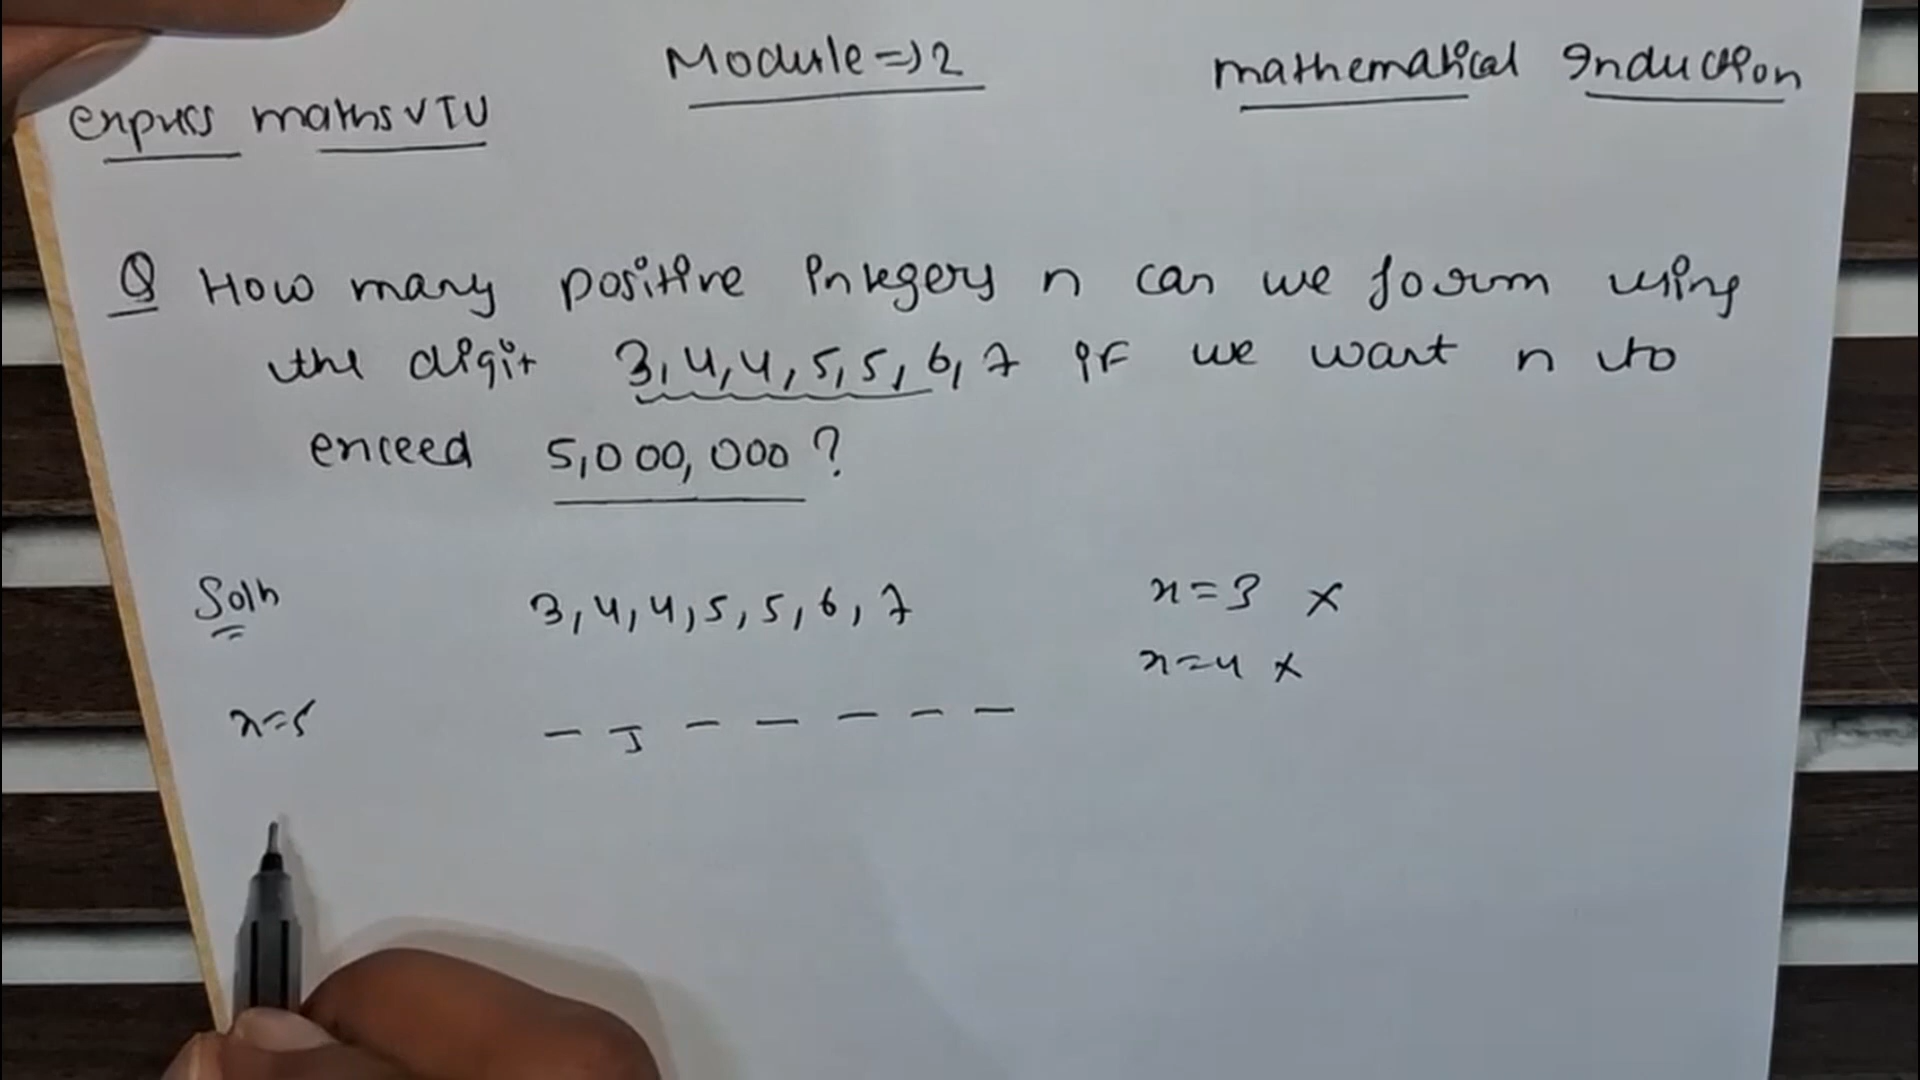 Module ⇒ 2
mathematical Induction
express maths VTU
Q How many positive integers n can we form using
the digit 3,4,4,5,5,6,7 if we want n to
exceed 5,000,000 ?
Soln
3,4,4,5,5,6,7
x=3 ×
x=4 ×
x=5